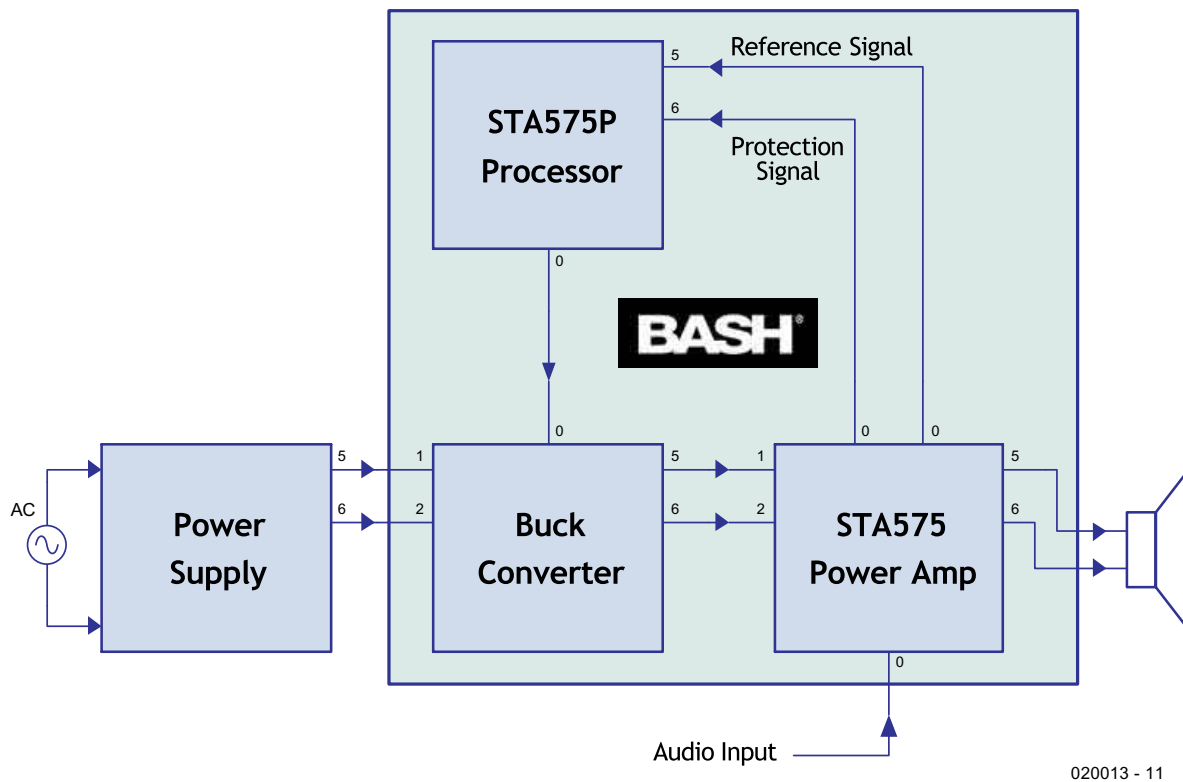 5
Reference Signal
6
STA575P
Processor
Protection
Signal
0
BASH®
0
0
0
5
1
5
1
5
AC
6
2
6
2
6
Power
Supply
Buck
Converter
STA575
Power Amp
0
Audio Input
020013 - 11